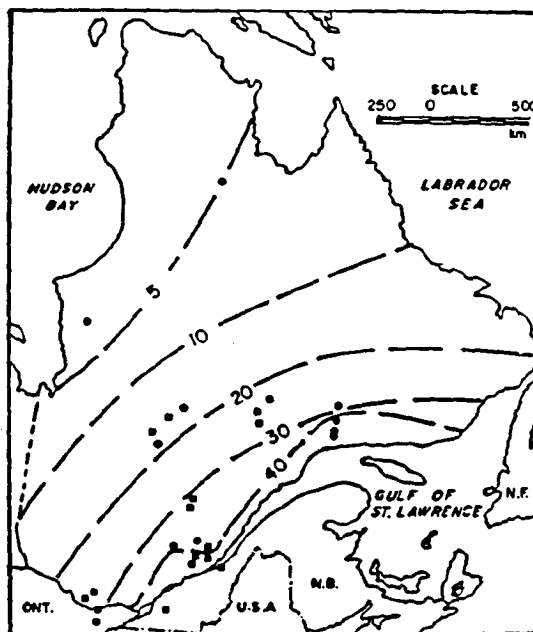 SCALE
250 0 500
km
HUDSON
BAY
LABRADOR
SEA
5
10
20
30
40
GULF OF
ST. LAWRENCE
N.F.
ONT.
U.S.A
N.B.